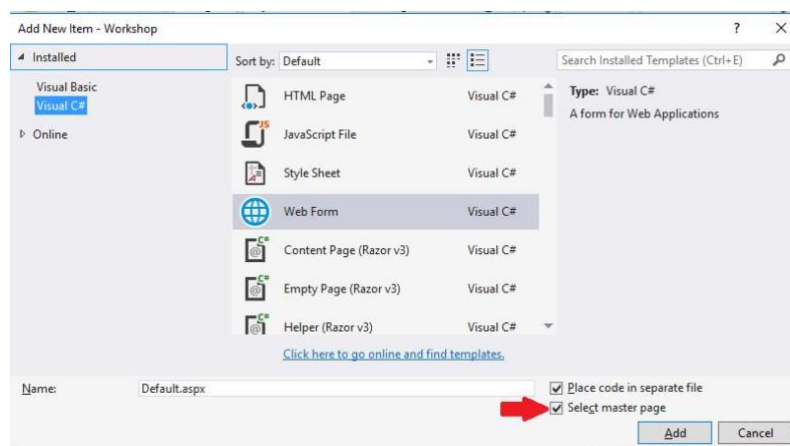 Add New Item - Workshop
? X
Installed
Sort by: Default
Search Installed Templates (Ctrl+E)
Visual Basic
Visual C#
Online
HTML Page Visual C#
JavaScript File Visual C#
Style Sheet Visual C#
Web Form Visual C#
Content Page (Razor v3) Visual C#
Empty Page (Razor v3) Visual C#
Helper (Razor v3) Visual C#
Type: Visual C#
A form for Web Applications
Click here to go online and find templates.
Name: Default.aspx
Place code in separate file
Select master page
Add Cancel